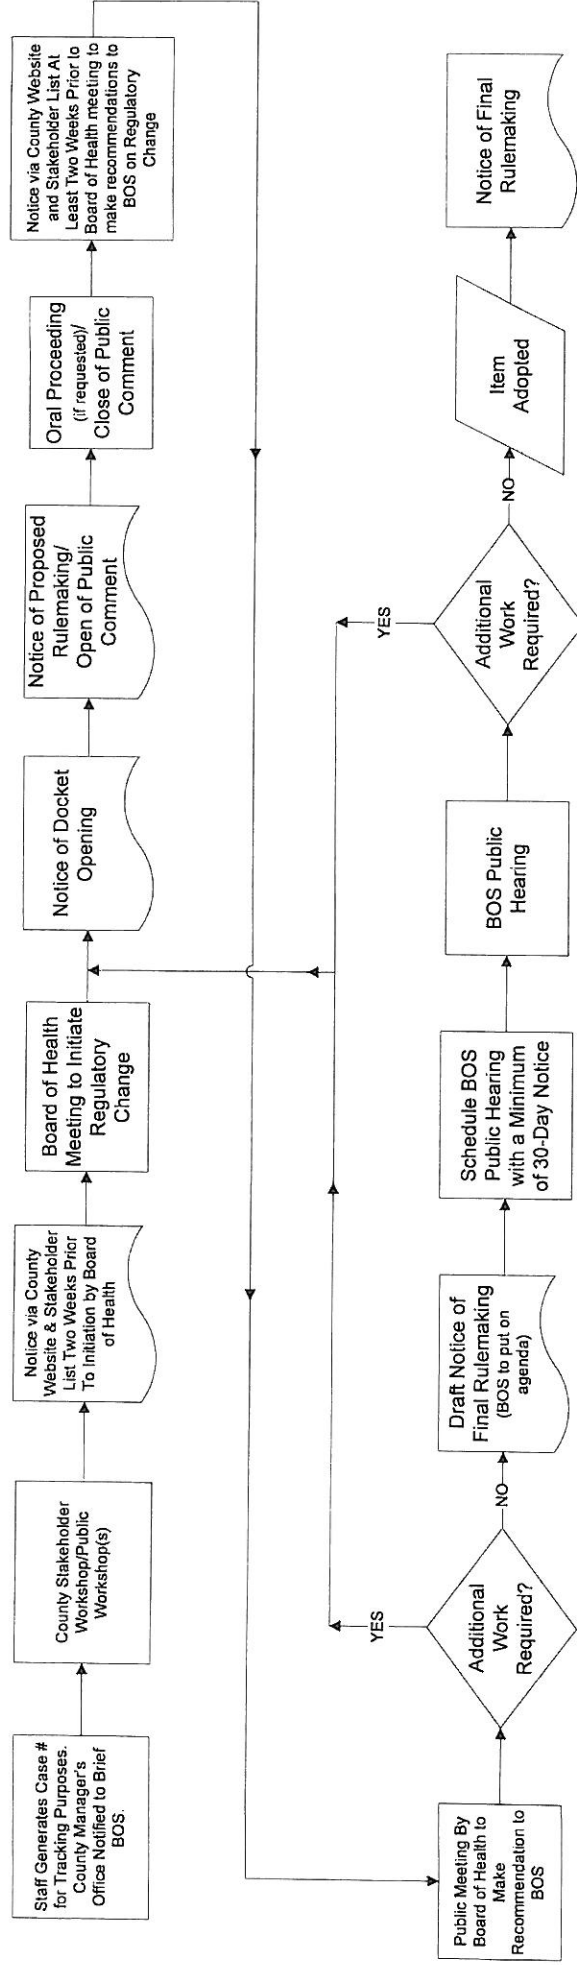 Staff Generates Case #
for Tracking Purposes.
County Manager's
Office Notified to Brief
BOS.
County Stakeholder
Workshop/Public
Workshop(s)
Notice via County
Website & Stakeholder
List Two Weeks Prior
To Initiation by Board
of Health
Board of Health
Meeting to Initiate
Regulatory
Change
Notice of Docket
Opening
Notice of Proposed
Rulemaking/
Open of Public
Comment
Oral Proceeding
(if requested)/
Close of Public
Comment
Notice via County Website
and Stakeholder List At
Least Two Weeks Prior to
Board of Health meeting to
make recommendations to
BOS on Regulatory
Change
Public Meeting By
Board of Health to
Make
Recommendation to
BOS
Additional
Work
Required?
YES
NO
Draft Notice of
Final Rulemaking
(BOS to put on
agenda)
Schedule BOS
Public Hearing
with a Minimum
of 30-Day Notice
BOS Public
Hearing
Additional
Work
Required?
YES
NO
Item
Adopted
Notice of Final
Rulemaking